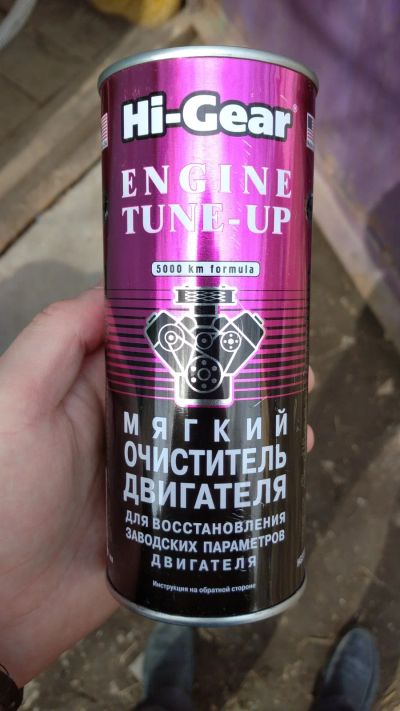 Hi-Gear®
ENGINE
TUNE-UP
5000 km formula
МЯГКИЙ
ОЧИСТИТЕЛЬ
ДВИГАТЕЛЯ
ДЛЯ ВОССТАНОВЛЕНИЯ
ЗАВОДСКИХ ПАРАМЕТРОВ
ДВИГАТЕЛЯ
Инструкция на обратной стороне